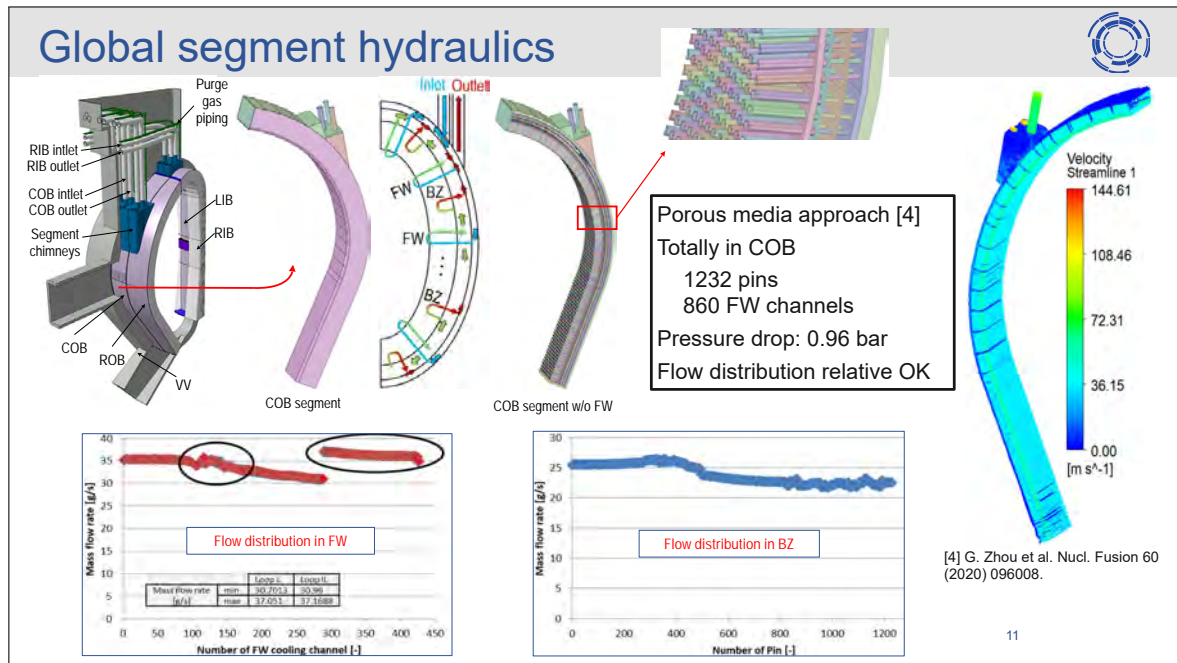 Global segment hydraulics
Purge
gas
piping
RIB inlet
RIB outlet
COB inlet
COB outlet
Segment
chimneys
LIB
RIB
COB
ROB
VV
COB segment
Inlet
Outlet
FW
BZ
FW
BZ
COB segment w/o FW
Porous media approach [4]
Totally in COB
1232 pins
860 FW channels
Pressure drop: 0.96 bar
Flow distribution relative OK
Velocity
Streamline 1
144.61
108.46
72.31
36.15
0.00
[m s^-1]
[4] G. Zhou et al. Nucl. Fusion 60
(2020) 096008.
Mass flow rate [g/s]
40
35
30
25
20
15
10
5
0
Flow distribution in FW
Loop I. Loop II.
Mass flow rate min 30.7013 30.96
[g/s] max 37.051 37.1688
0 50 100 150 200 250 300 350 400 450
Number of FW cooling channel [-]
Mass flow rate [g/s]
30
25
20
15
10
5
0
Flow distribution in BZ
0 200 400 600 800 1000 1200
Number of Pin [-]
11